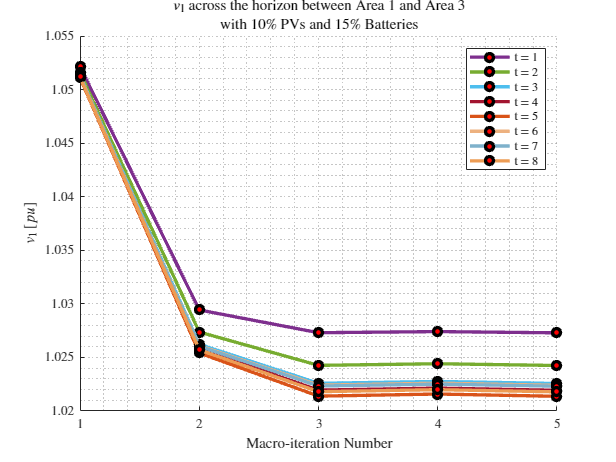 v₁ across the horizon between Area 1 and Area 3
with 10% PVs and 15% Batteries
1.055
1.05
1.045
1.04
1.035
1.03
1.025
1.02
v₁ [pu]
t = 1
t = 2
t = 3
t = 4
t = 5
t = 6
t = 7
t = 8
1 2 3 4 5
Macro-iteration Number